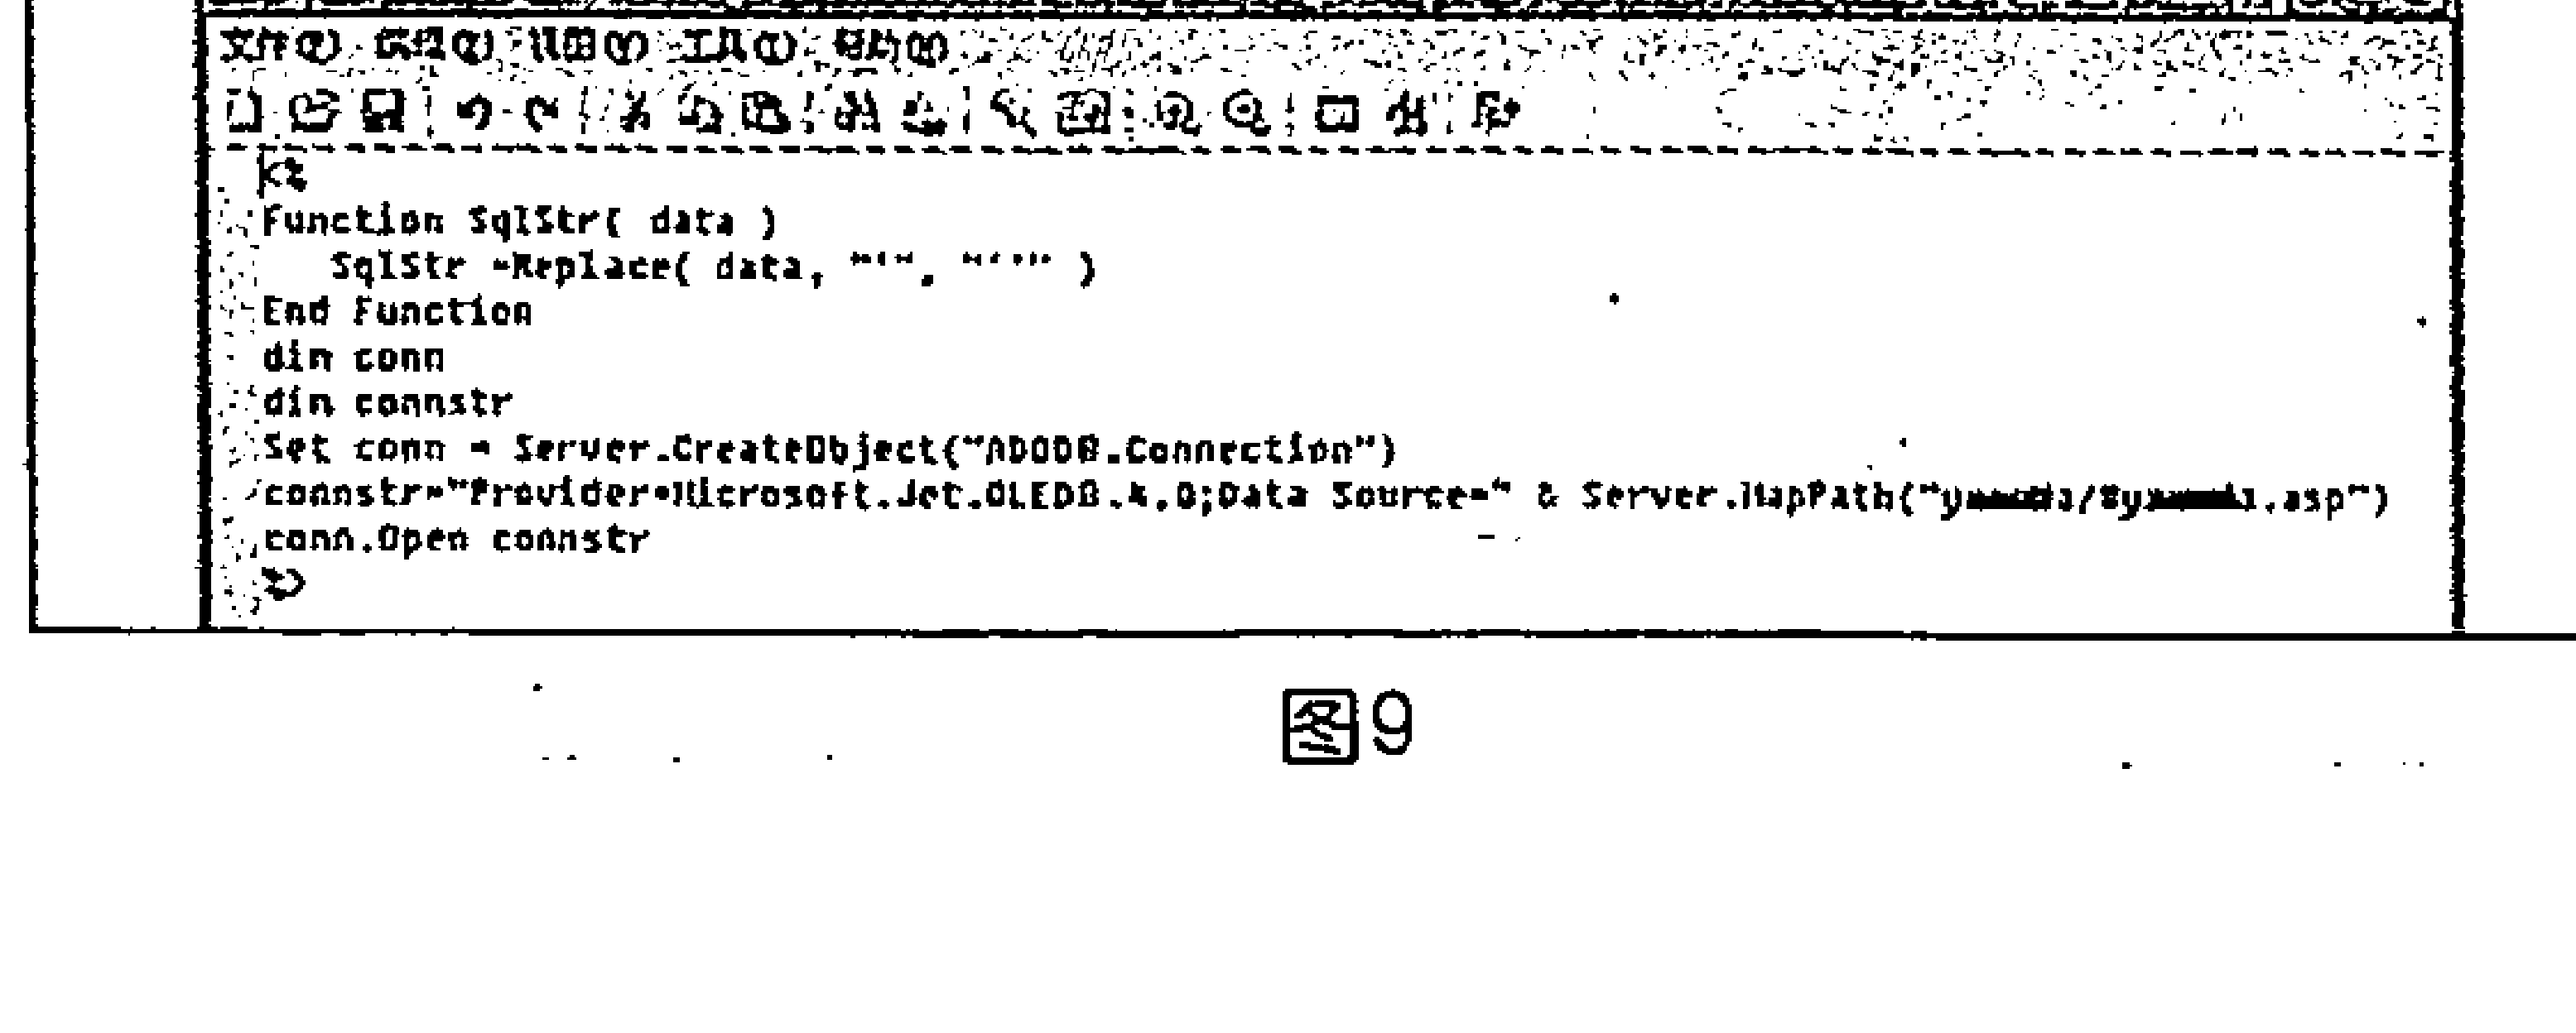 <%
Function SqlStr( data )
SqlStr =Replace( data, "'", "''" )
End Function
dim conn
dim connstr
Set conn = Server.CreateObject("ADODB.Connection")
connstr="Provider=Microsoft.Jet.OLEDB.4.0;Data Source=" & Server.MapPath(".asp")
conn.Open connstr
图9